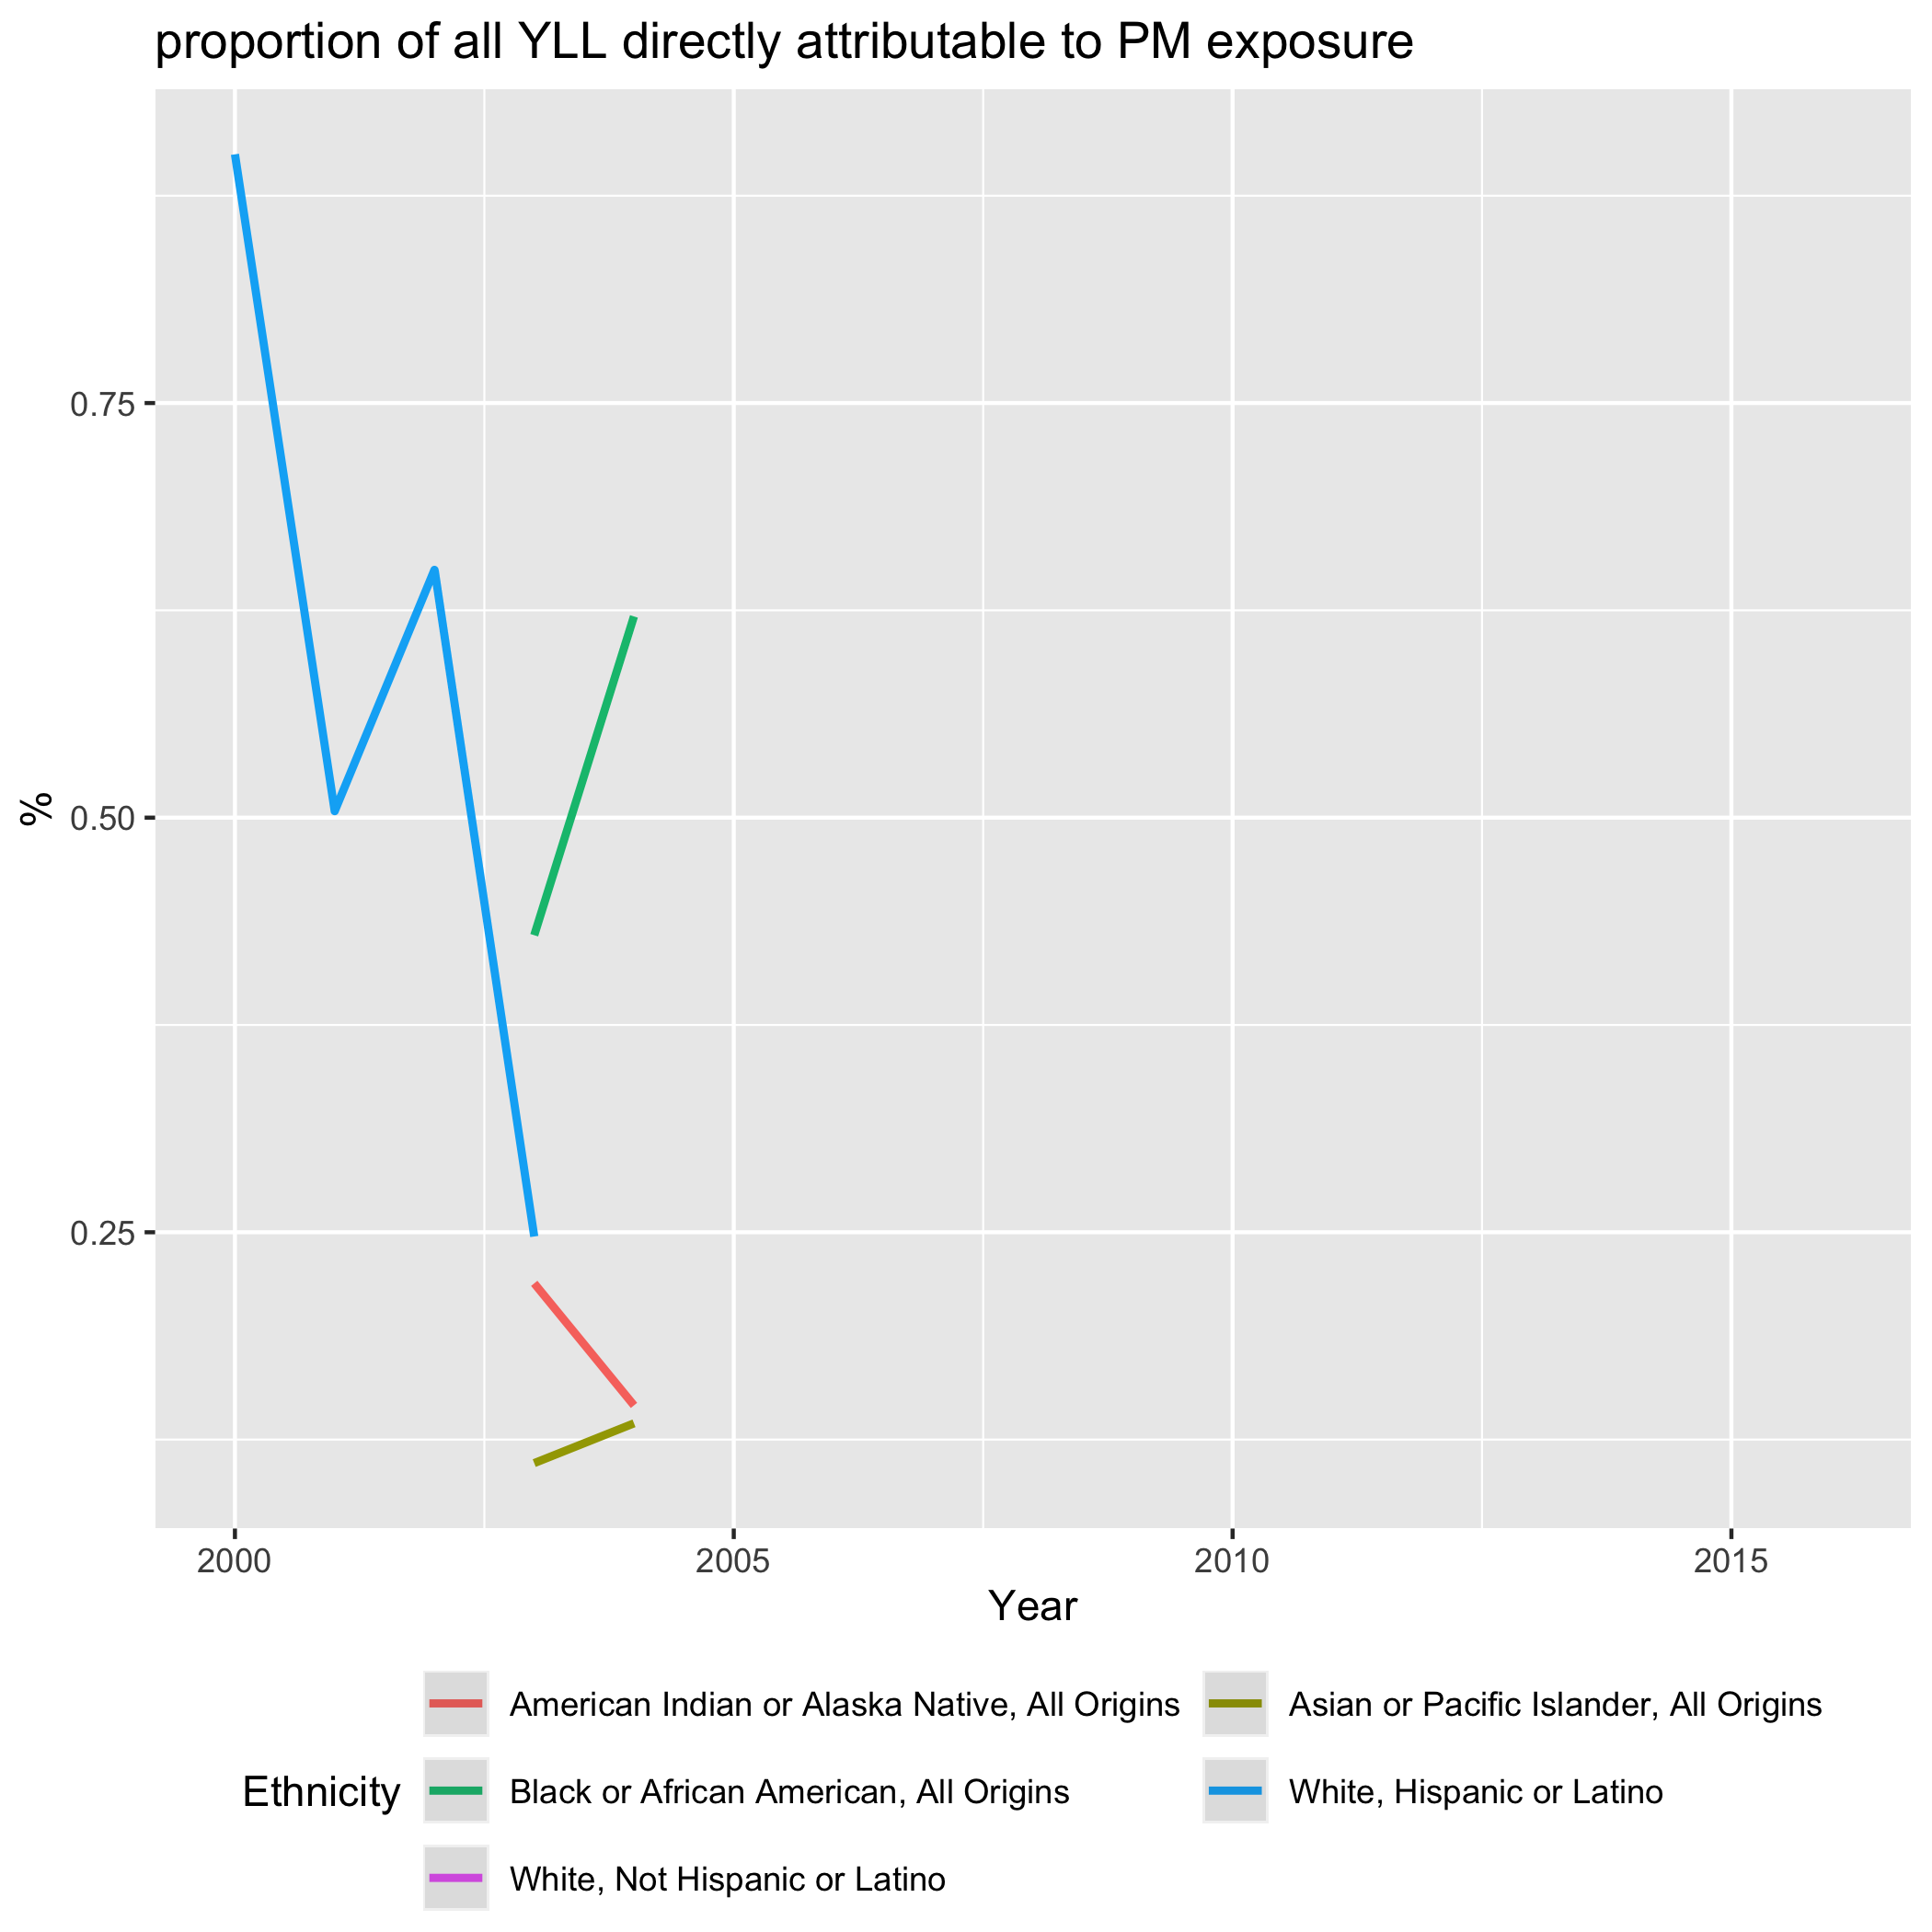 proportion of all YLL directly attributable to PM exposure
%
0.75
0.50
0.25
2000 2005 2010 2015
Year
Ethnicity
American Indian or Alaska Native, All Origins
Asian or Pacific Islander, All Origins
Black or African American, All Origins
White, Hispanic or Latino
White, Not Hispanic or Latino